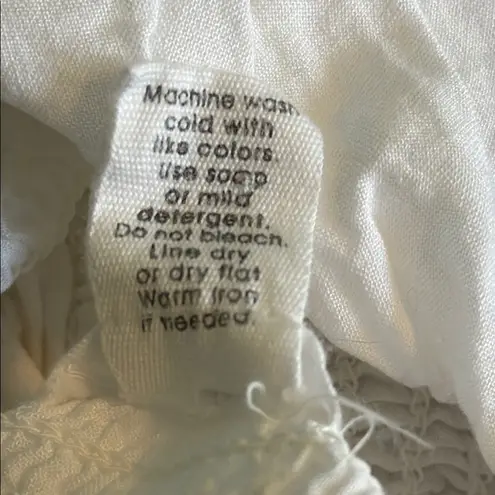 Machine wash
cold with
like colors
Use soap
or mild
detergent.
Do not bleach.
Line dry
or dry flat
Warm iron
if needed.